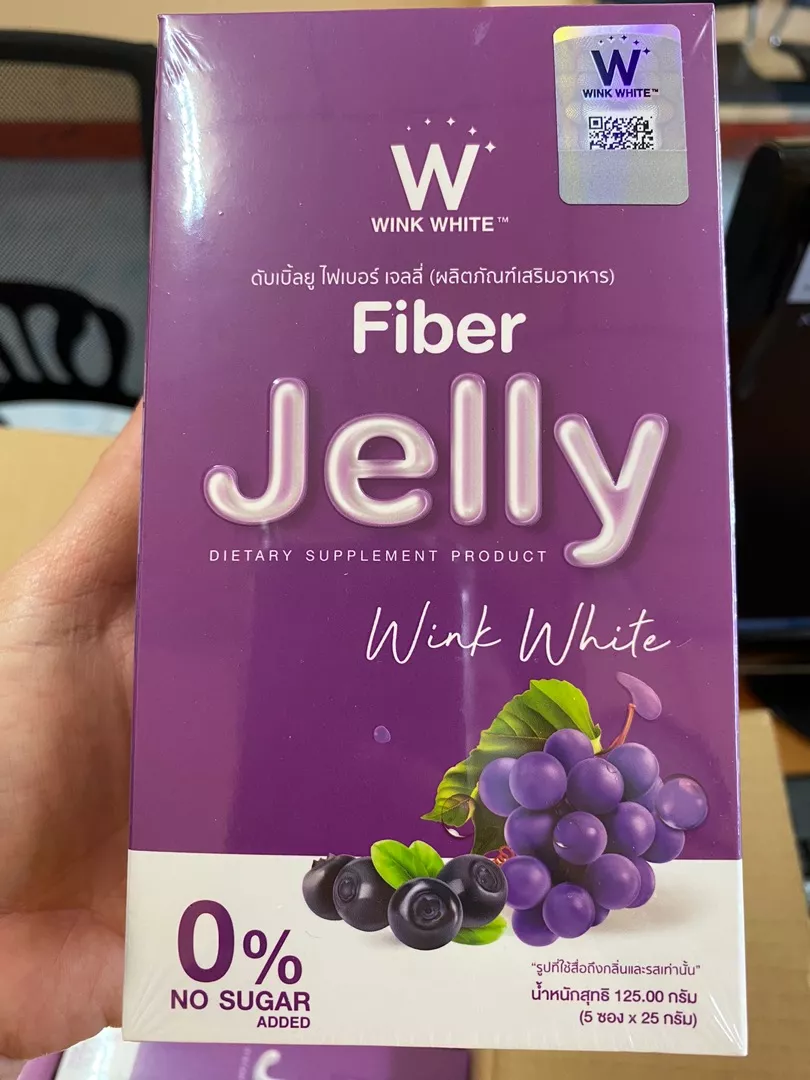 W
WINK WHITE™
W
WINK WHITE™
ดับเบิ้ลยู ไฟเบอร์ เจลลี่ (ผลิตภัณฑ์เสริมอาหาร)
Fiber
Jelly
DIETARY SUPPLEMENT PRODUCT
Wink White
0%
NO SUGAR
ADDED
"รูปที่ใช้สื่อถึงกลิ่นและรสเท่านั้น"
น้ำหนักสุทธิ 125.00 กรัม
(5 ซอง x 25 กรัม)